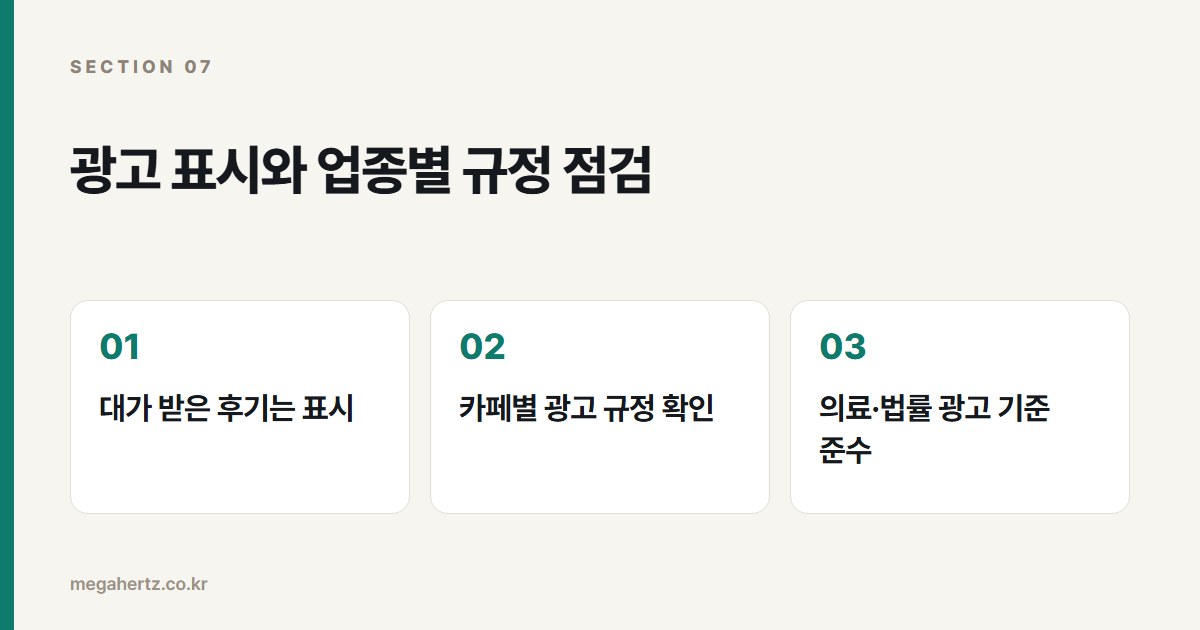 SECTION 07
광고 표시와 업종별 규정 점검
01
대가 받은 후기는 표시
02
카페별 광고 규정 확인
03
의료·법률 광고 기준
준수
megahertz.co.kr